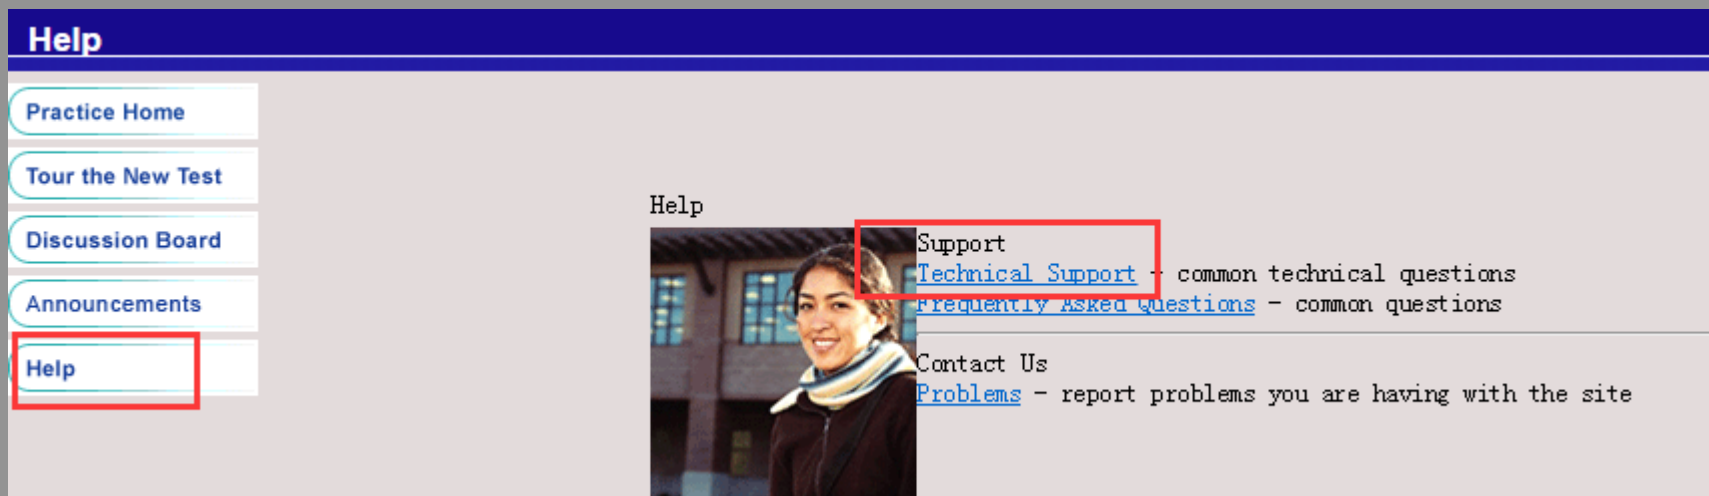 Help
Practice Home
Tour the New Test
Discussion Board
Announcements
Help
Help
Support
Technical Support - common technical questions
Frequently Asked Questions - common questions
Contact Us
Problems - report problems you are having with the site